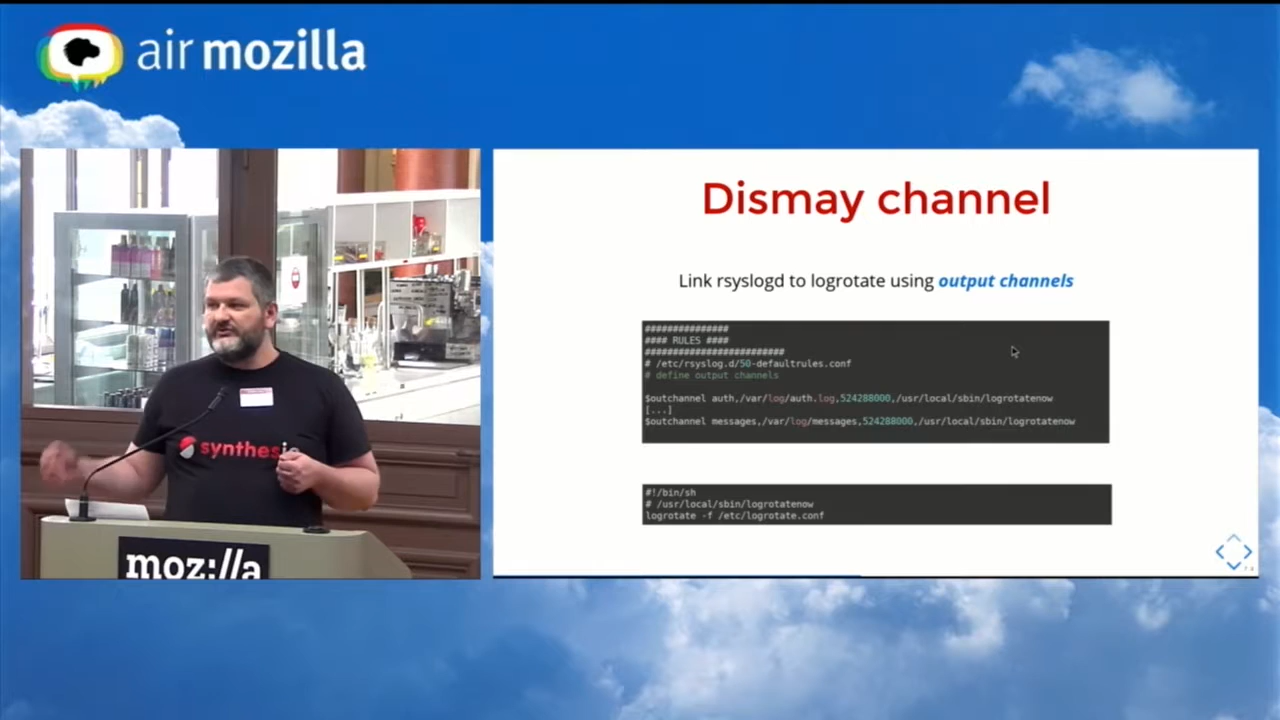 air mozilla
Dismay channel
Link rsyslogd to logrotate using output channels
###############
#### RULES ####
#########################
# /etc/rsyslog.d/50-defaultrules.conf
# define output channels
$outchannel auth,/var/log/auth.log,524288000,/usr/local/sbin/logrotatenow
[...]
$outchannel messages,/var/log/messages,524288000,/usr/local/sbin/logrotatenow
#!/bin/sh
# /usr/local/sbin/logrotatenow
logrotate -f /etc/logrotate.conf
synthesi
moz://a